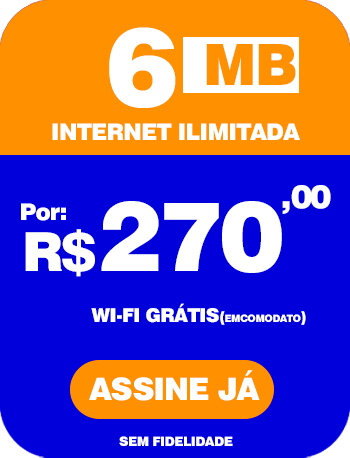 6 MB
INTERNET ILIMITADA
Por:
R$270,00
WI-FI GRÁTIS(EMCOMODATO)
ASSINE JÁ
SEM FIDELIDADE